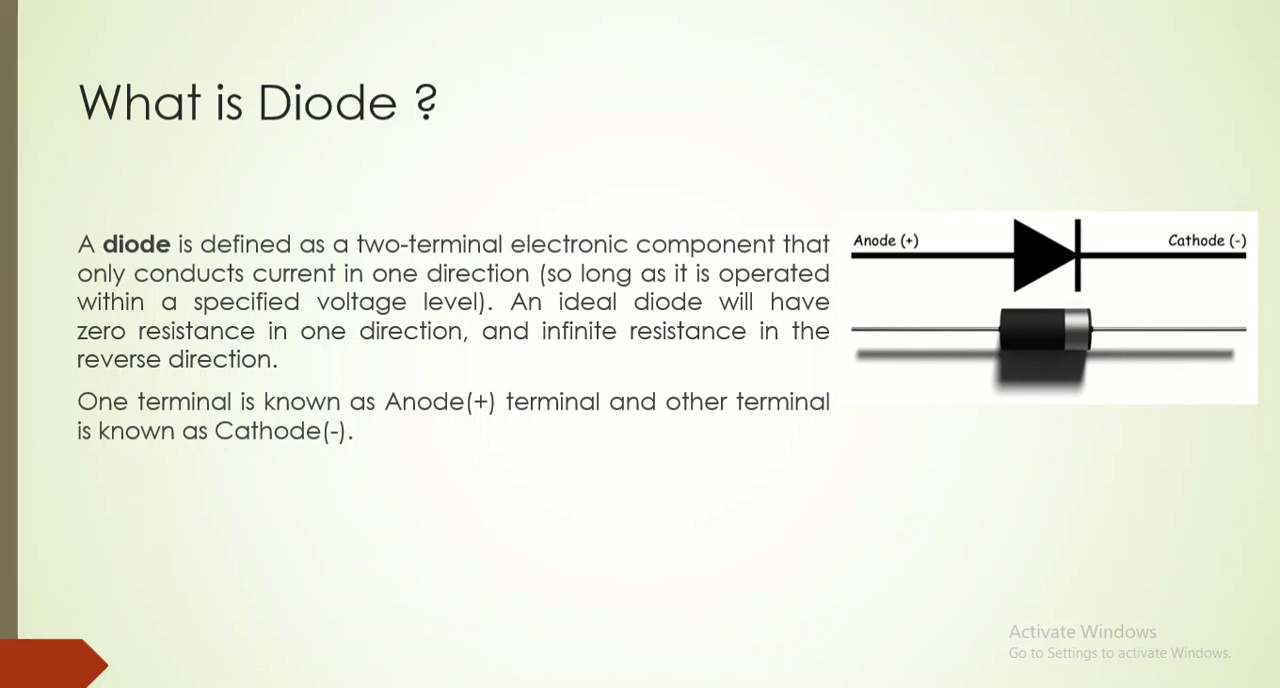 What is Diode ?
A diode is defined as a two-terminal electronic component that
only conducts current in one direction (so long as it is operated
within a specified voltage level). An ideal diode will have
zero resistance in one direction, and infinite resistance in the
reverse direction.
One terminal is known as Anode(+) terminal and other terminal
is known as Cathode(-).
Anode (+)
Cathode (-)
Activate Windows
Go to Settings to activate Windows.